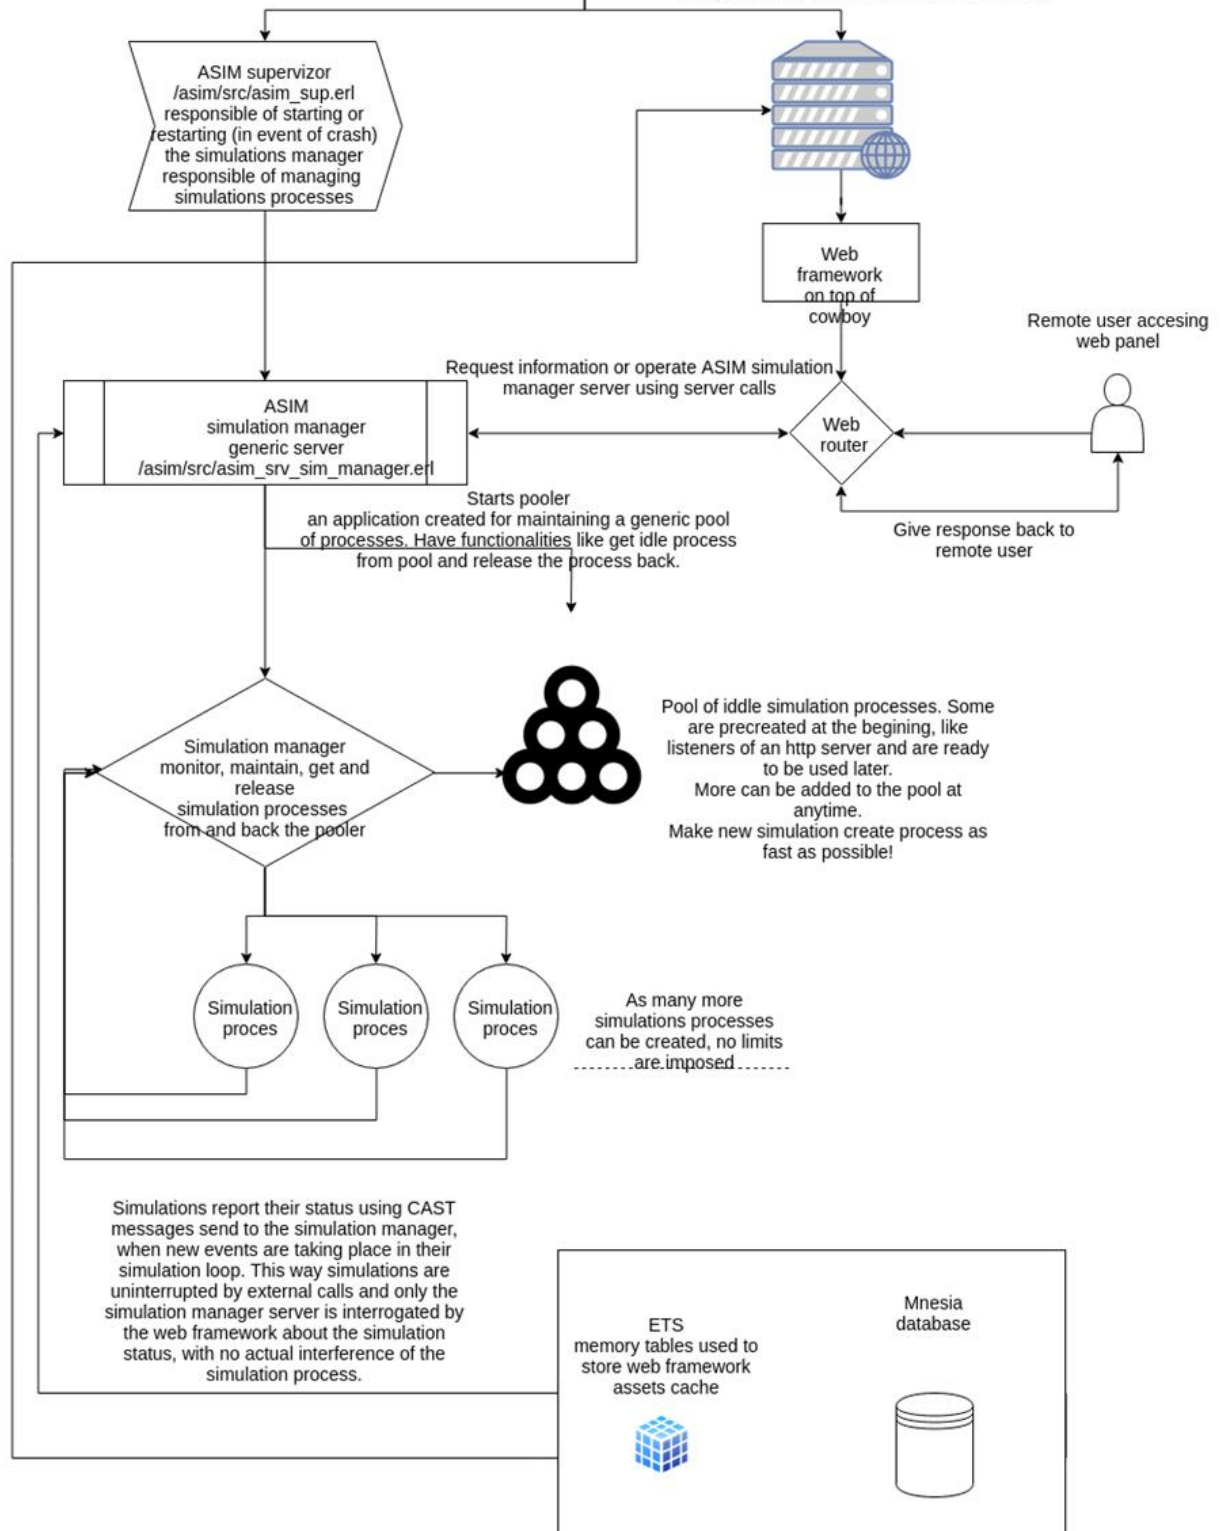 ASIM supervizor
/asim/src/asim_sup.erl
responsible of starting or
restarting (in event of crash)
the simulations manager
responsible of managing
simulations processes
Web
framework
on top of
cowboy
Remote user accesing
web panel
Request information or operate ASIM simulation
manager server using server calls
ASIM
simulation manager
generic server
/asim/src/asim_srv_sim_manager.erl
Web
router
Give response back to
remote user
Starts pooler
an application created for maintaining a generic pool
of processes. Have functionalities like get idle process
from pool and release the process back.
Simulation manager
monitor, maintain, get and
release
simulation processes
from and back the pooler
Pool of iddle simulation processes. Some
are precreated at the begining, like
listeners of an http server and are ready
to be used later.
More can be added to the pool at
anytime.
Make new simulation create process as
fast as possible!
Simulation
proces
Simulation
proces
Simulation
proces
As many more
simulations processes
can be created, no limits
are imposed
Simulations report their status using CAST
messages send to the simulation manager,
when new events are taking place in their
simulation loop. This way simulations are
uninterrupted by external calls and only the
simulation manager server is interrogated by
the web framework about the simulation
status, with no actual interference of the
simulation process.
ETS
memory tables used to
store web framework
assets cache
Mnesia
database